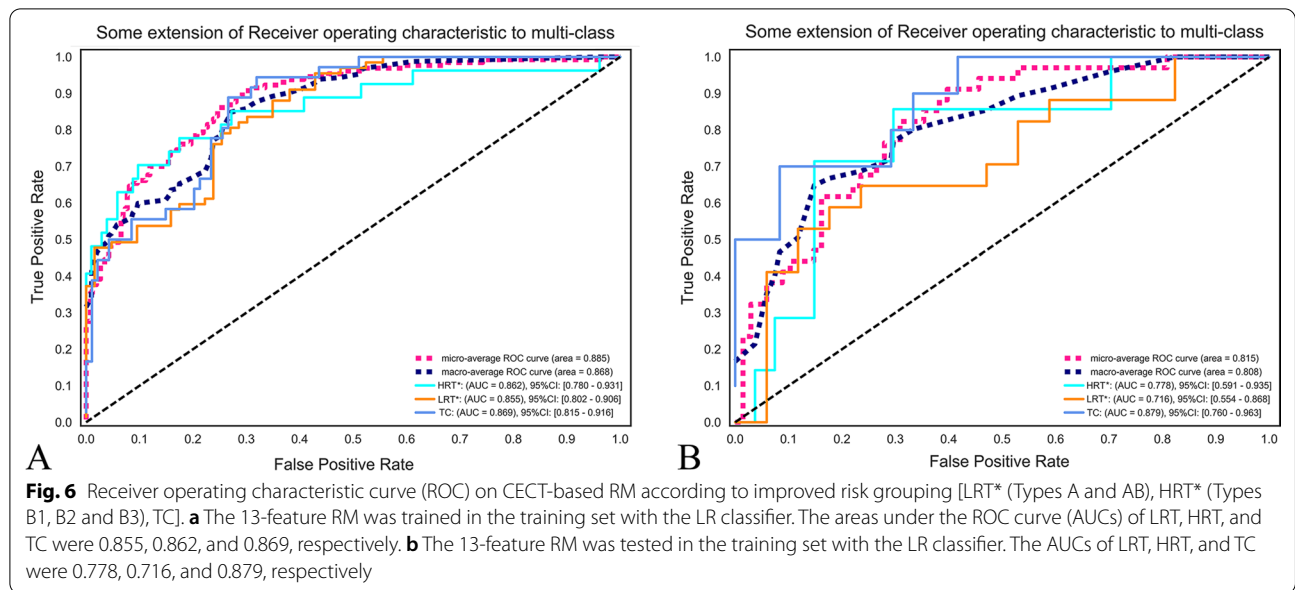 Some extension of Receiver operating characteristic to multi-class
1.0
0.9
0.8
0.7
0.6
0.5
0.4
0.3
0.2
0.1
0.0
True Positive Rate
micro-average ROC curve (area = 0.885)
macro-average ROC curve (area = 0.868)
HRT*: (AUC = 0.862), 95%CI: [0.780 - 0.931]
LRT*: (AUC = 0.855), 95%CI: [0.802 - 0.906]
TC: (AUC = 0.869), 95%CI: [0.815 - 0.916]
0.0 0.1 0.2 0.3 0.4 0.5 0.6 0.7 0.8 0.9 1.0
False Positive Rate
A
Some extension of Receiver operating characteristic to multi-class
1.0
0.9
0.8
0.7
0.6
0.5
0.4
0.3
0.2
0.1
0.0
True Positive Rate
micro-average ROC curve (area = 0.815)
macro-average ROC curve (area = 0.808)
HRT*: (AUC = 0.778), 95%CI: [0.591 - 0.935]
LRT*: (AUC = 0.716), 95%CI: [0.554 - 0.868]
TC: (AUC = 0.879), 95%CI: [0.760 - 0.963]
0.0 0.1 0.2 0.3 0.4 0.5 0.6 0.7 0.8 0.9 1.0
False Positive Rate
B
Fig. 6 Receiver operating characteristic curve (ROC) on CECT-based RM according to improved risk grouping [LRT* (Types A and AB), HRT* (Types
B1, B2 and B3), TC]. a The 13-feature RM was trained in the training set with the LR classifier. The areas under the ROC curve (AUCs) of LRT, HRT, and
TC were 0.855, 0.862, and 0.869, respectively. b The 13-feature RM was tested in the training set with the LR classifier. The AUCs of LRT, HRT, and TC
were 0.778, 0.716, and 0.879, respectively